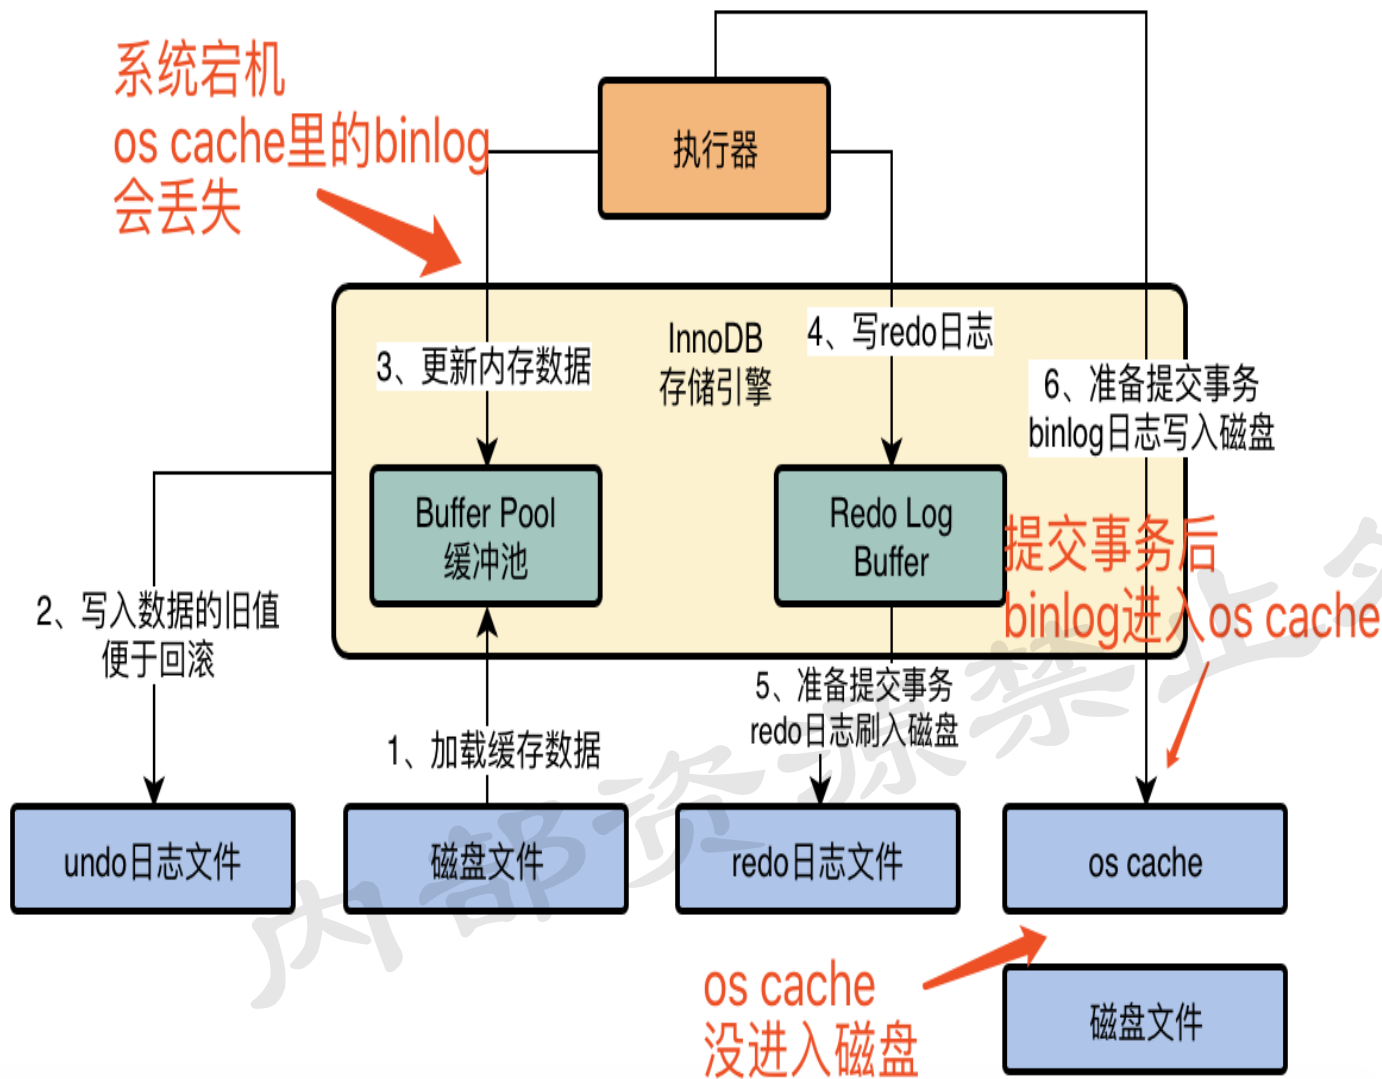 系统宕机
os cache里的binlog
会丢失
执行器
InnoDB
存储引擎
3、更新内存数据
4、写redo日志
6、准备提交事务
binlog日志写入磁盘
Buffer Pool
缓冲池
Redo Log
Buffer
提交事务后
binlog进入os cache
2、写入数据的旧值
便于回滚
1、加载缓存数据
5、准备提交事务
redo日志刷入磁盘
undo日志文件
磁盘文件
redo日志文件
os cache
os cache
没进入磁盘
磁盘文件
内部资源禁止